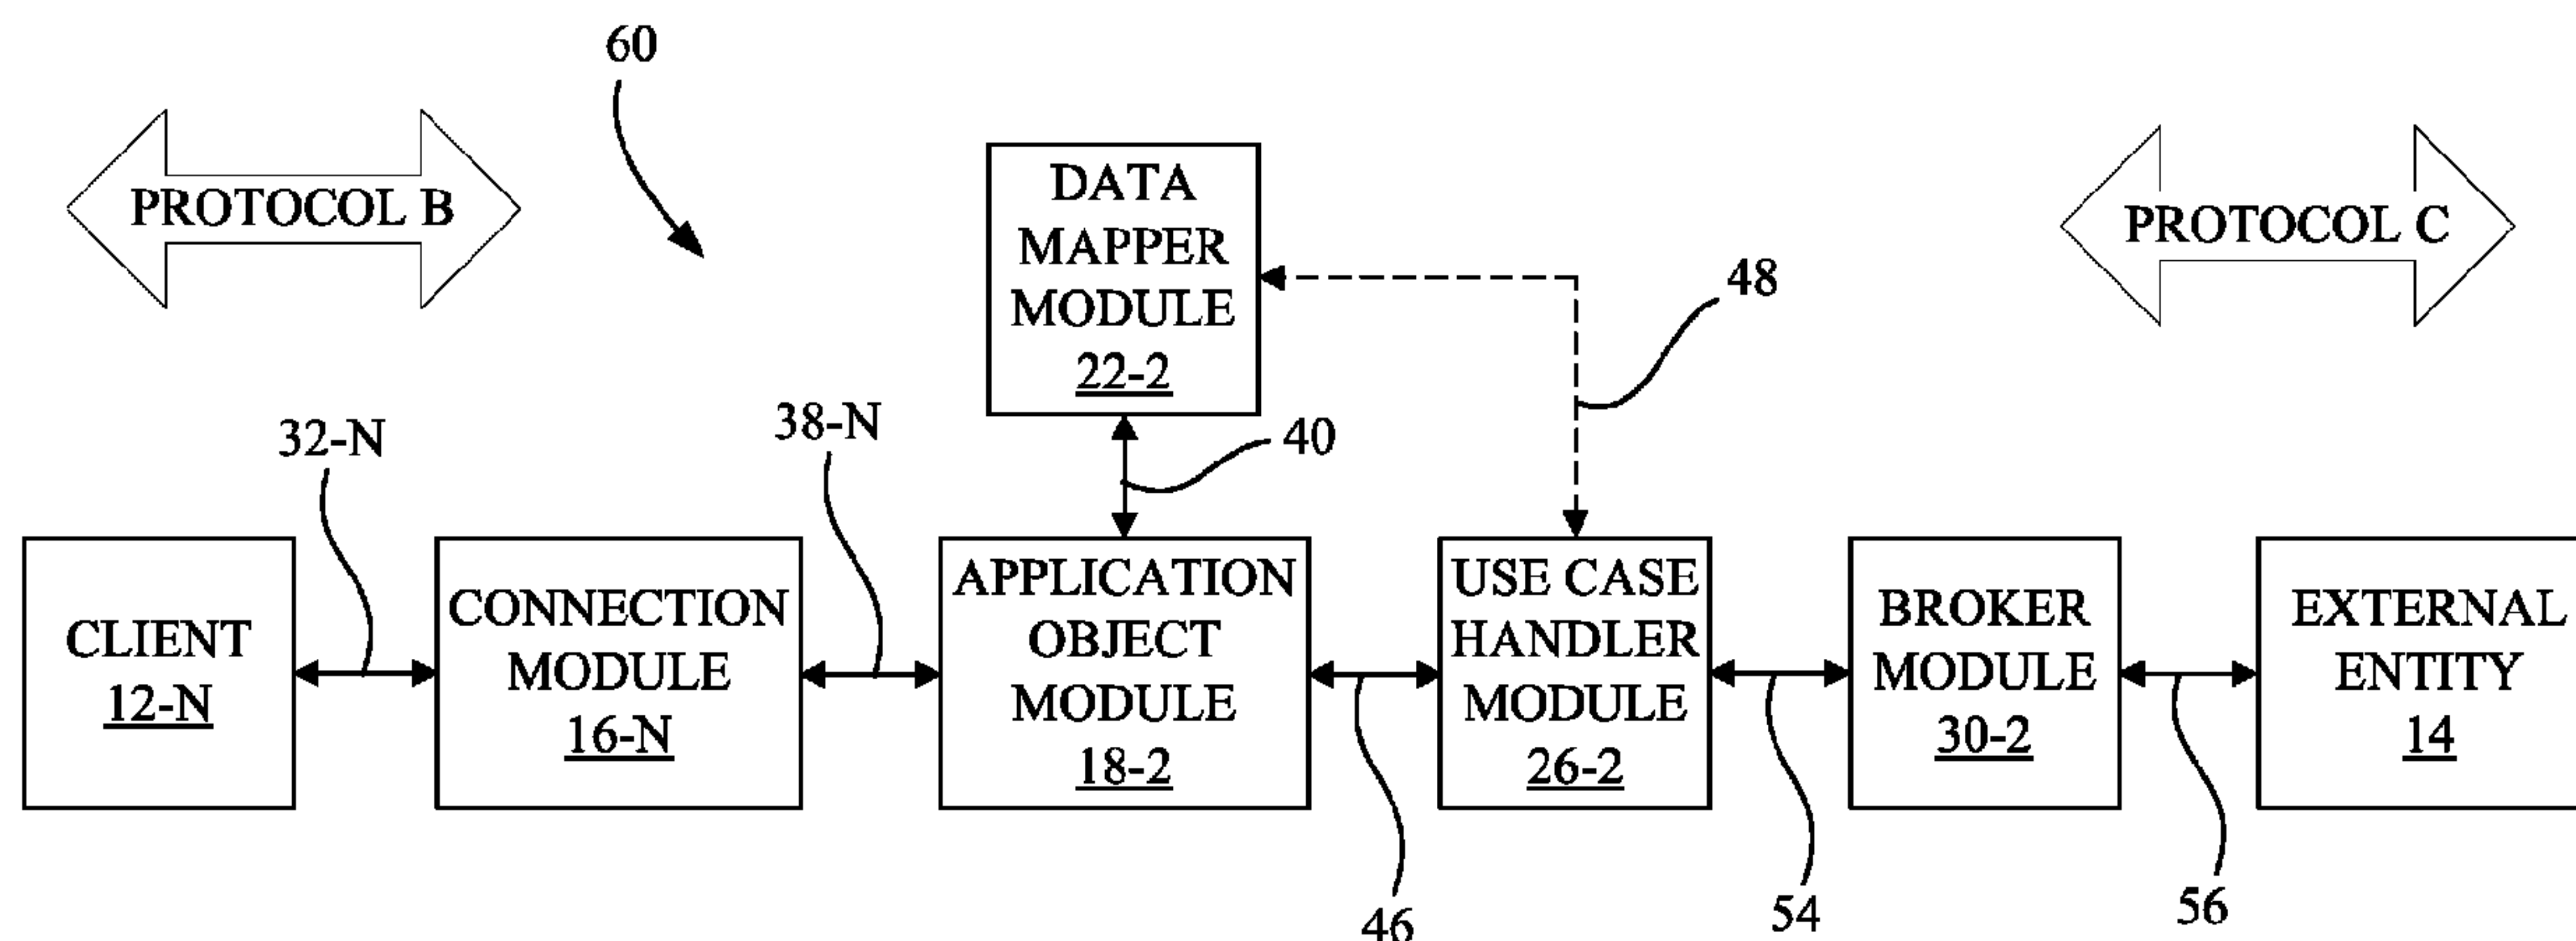 60
PROTOCOL B
PROTOCOL C
DATA
MAPPER
MODULE
22-2
48
32-N
38-N
40
CLIENT
12-N
CONNECTION
MODULE
16-N
APPLICATION
OBJECT
MODULE
18-2
USE CASE
HANDLER
MODULE
26-2
BROKER
MODULE
30-2
EXTERNAL
ENTITY
14
46
54
56